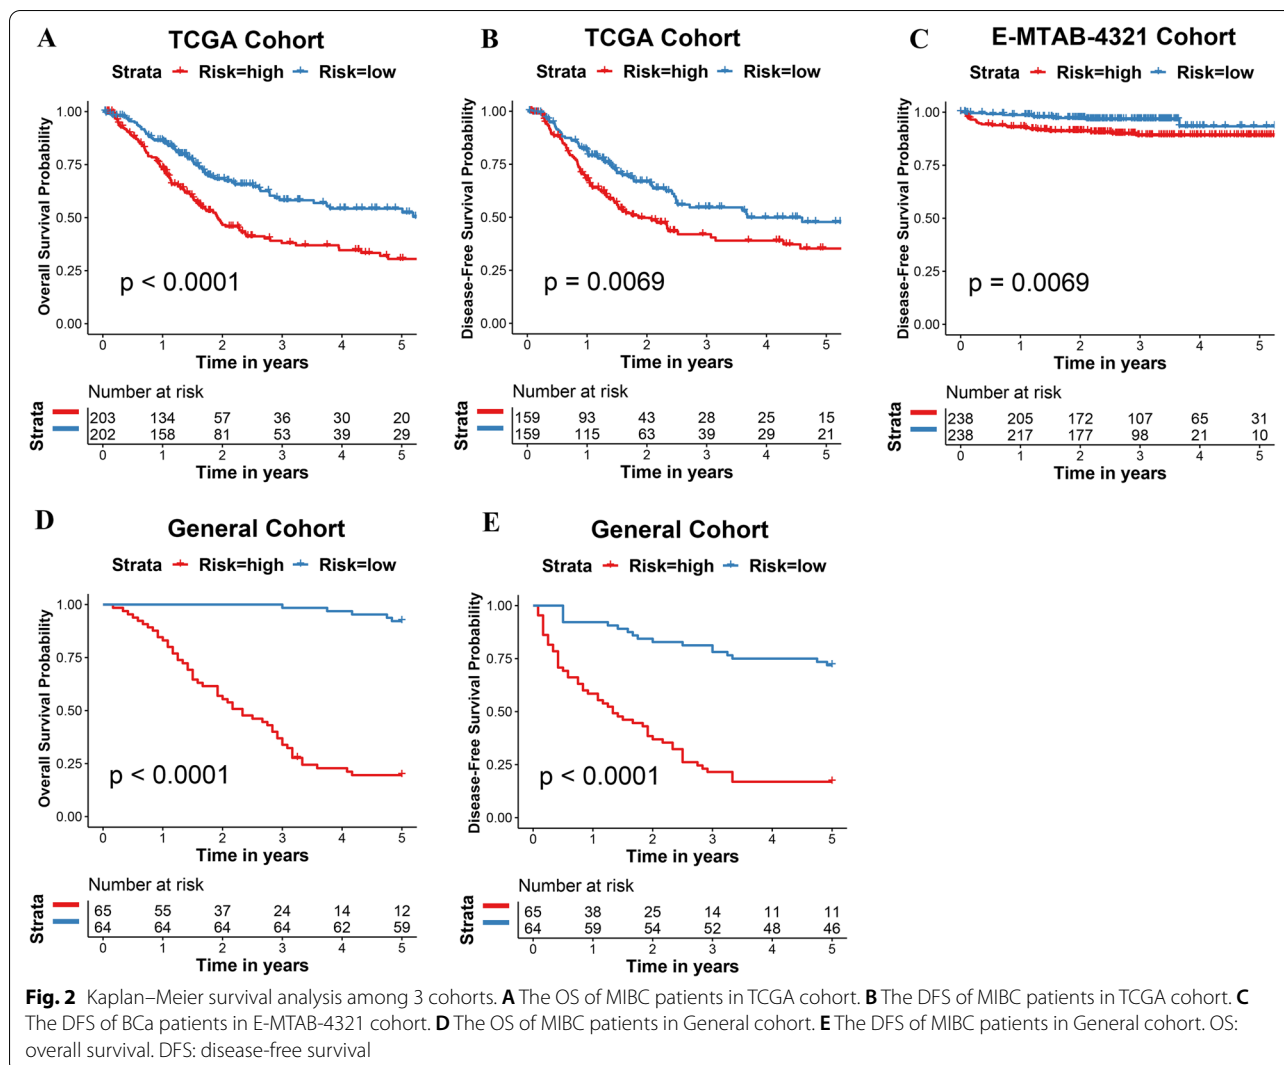 A
TCGA Cohort
Strata Risk=high Risk=low
Overall Survival Probability
1.00
0.75
0.50
0.25
0.00
p < 0.0001
0 1 2 3 4 5
Time in years
Number at risk
Strata
203 134 57 36 30 20
202 158 81 53 39 29
0 1 2 3 4 5
Time in years
B
TCGA Cohort
Strata Risk=high Risk=low
Disease-Free Survival Probability
1.00
0.75
0.50
0.25
0.00
p = 0.0069
0 1 2 3 4 5
Time in years
Number at risk
Strata
159 93 43 28 25 15
159 115 63 39 29 21
0 1 2 3 4 5
Time in years
C
E-MTAB-4321 Cohort
Strata Risk=high Risk=low
Disease-Free Survival Probability
1.00
0.75
0.50
0.25
0.00
p = 0.0069
0 1 2 3 4 5
Time in years
Number at risk
Strata
238 205 172 107 65 31
238 217 177 98 21 10
0 1 2 3 4 5
Time in years
D
General Cohort
Strata Risk=high Risk=low
Overall Survival Probability
1.00
0.75
0.50
0.25
0.00
p < 0.0001
0 1 2 3 4 5
Time in years
Number at risk
Strata
65 55 37 24 14 12
64 64 64 64 62 59
0 1 2 3 4 5
Time in years
E
General Cohort
Strata Risk=high Risk=low
Disease-Free Survival Probability
1.00
0.75
0.50
0.25
0.00
p < 0.0001
0 1 2 3 4 5
Time in years
Number at risk
Strata
65 38 25 14 11 11
64 59 54 52 48 46
0 1 2 3 4 5
Time in years
Fig. 2 Kaplan–Meier survival analysis among 3 cohorts. A The OS of MIBC patients in TCGA cohort. B The DFS of MIBC patients in TCGA cohort. C
The DFS of BCa patients in E-MTAB-4321 cohort. D The OS of MIBC patients in General cohort. E The DFS of MIBC patients in General cohort. OS:
overall survival. DFS: disease-free survival